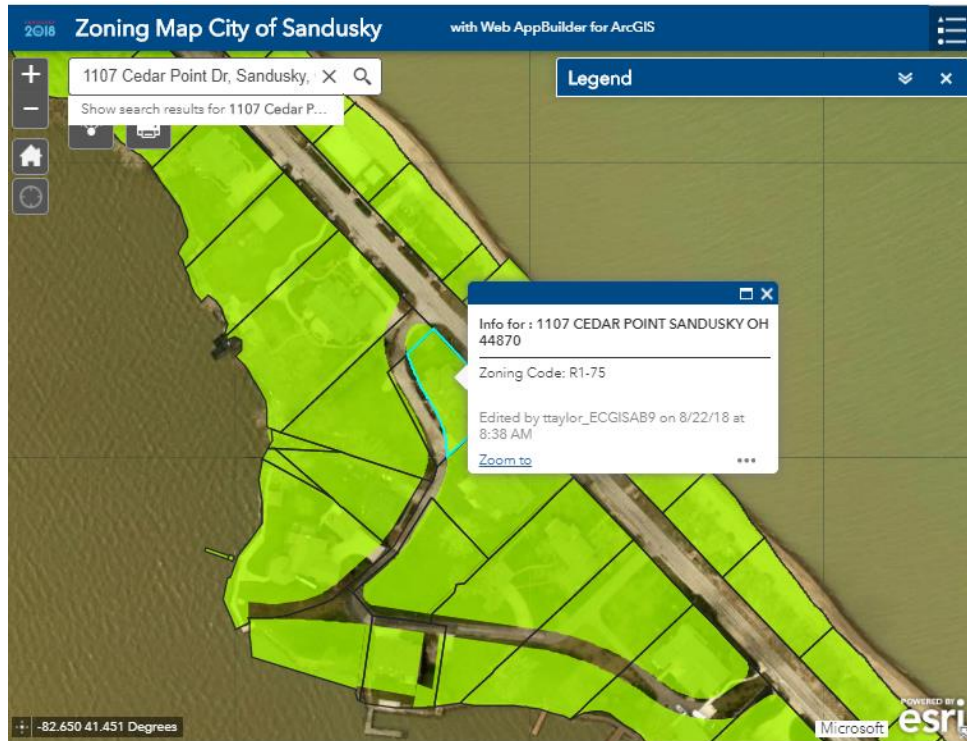 2018 Zoning Map City of Sandusky with Web AppBuilder for ArcGIS
+
1107 Cedar Point Dr, Sandusky,
Show search results for 1107 Cedar P...
−
Legend
Info for : 1107 CEDAR POINT SANDUSKY OH
44870
Zoning Code: R1-75
Edited by ttaylor_ECGISAB9 on 8/22/18 at
8:38 AM
Zoom to
-82.650 41.451 Degrees
Microsoft
POWERED BY
esri